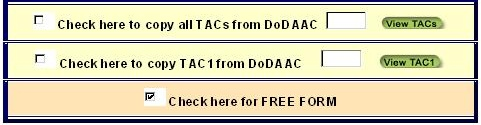 Check here to copy all TACs from DoDAAC View TACs
Check here to copy TAC1 from DoDAAC View TAC1
Check here for FREE FORM